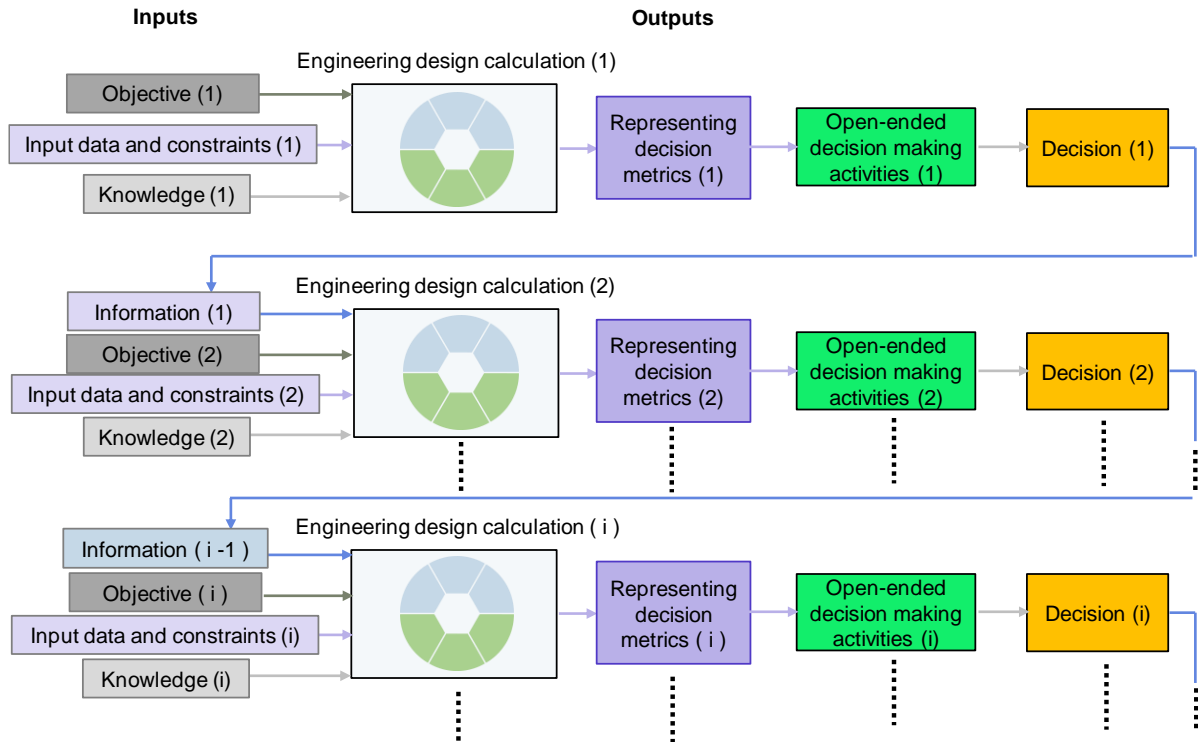 Inputs
Outputs
Engineering design calculation (1)
Objective (1)
Input data and constraints (1)
Knowledge (1)
Representing
decision
metrics (1)
Open-ended
decision making
activities (1)
Decision (1)
Engineering design calculation (2)
Information (1)
Objective (2)
Input data and constraints (2)
Knowledge (2)
Representing
decision
metrics (2)
Open-ended
decision making
activities (2)
Decision (2)
Engineering design calculation ( i )
Information ( i -1 )
Objective ( i )
Input data and constraints (i)
Knowledge (i)
Representing
decision
metrics ( i )
Open-ended
decision making
activities (i)
Decision (i)